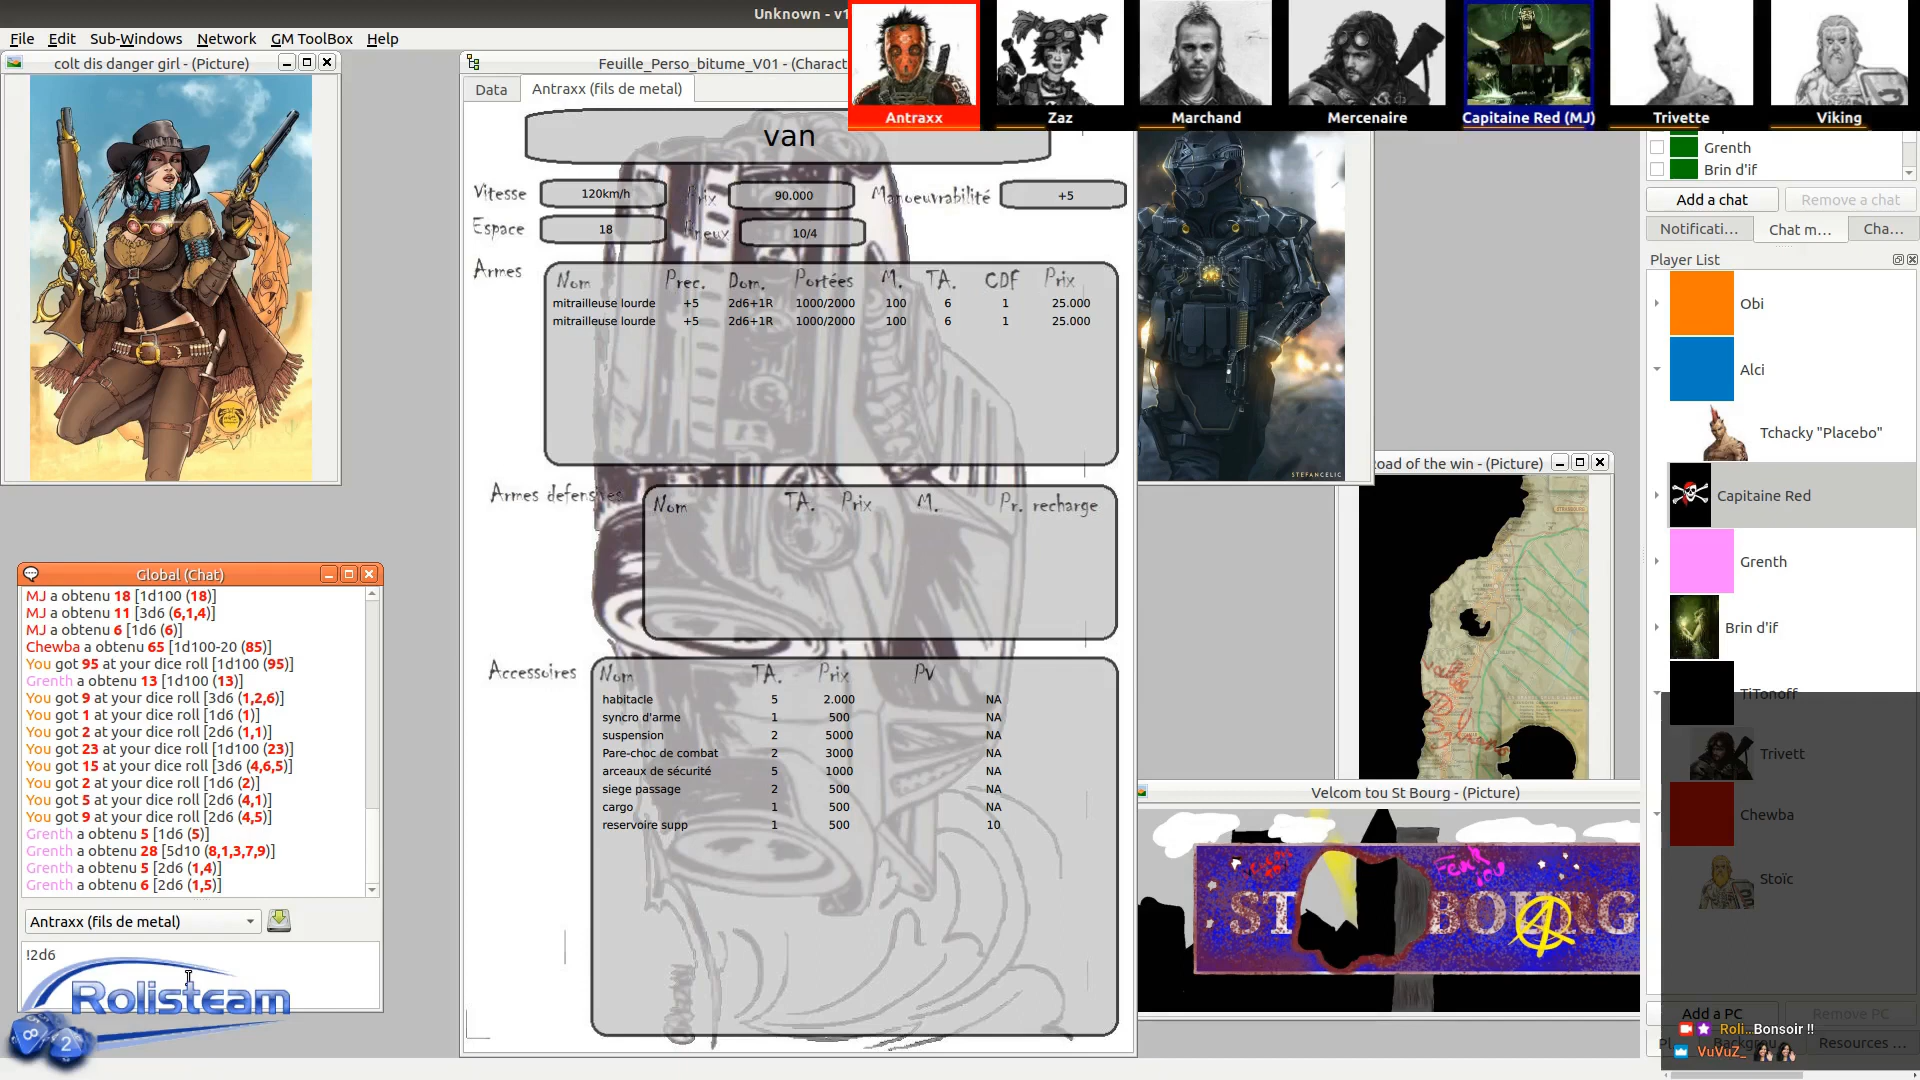 Unknown - v1
File Edit Sub-Windows Network GM ToolBox Help
Antraxx
Zaz
Marchand
Mercenaire
Capitaine Red (MJ)
Trivette
Viking
colt dis danger girl - (Picture)
Feuille_Perso_bitume_V01 - (Charact
Data
Antraxx (fils de metal)
van
Vitesse 120km/h 90.000 Manoeuvrabilité +5
Espace 18 10/4
Armes
Nom Prec. Dom. Portées M. TA. CDF Prix
mitrailleuse lourde +5 2d6+1R 1000/2000 100 6 1 25.000
mitrailleuse lourde +5 2d6+1R 1000/2000 100 6 1 25.000
Armes defensives
Nom TA. Prix M. Pr. recharge
Accessoires
Nom TA. Prix PV
habitacle 5 2.000 NA
syncro d'arme 1 500 NA
suspension 2 5000 NA
Pare-choc de combat 2 3000 NA
arceaux de sécurité 5 1000 NA
siege passage 2 500 NA
cargo 1 500 NA
reservoire supp 1 500 10
Global (Chat)
MJ a obtenu 18 [1d100 (18)]
MJ a obtenu 11 [3d6 (6,1,4)]
MJ a obtenu 6 [1d6 (6)]
Chewba a obtenu 65 [1d100-20 (85)]
You got 95 at your dice roll [1d100 (95)]
Grenth a obtenu 13 [1d100 (13)]
You got 9 at your dice roll [3d6 (1,2,6)]
You got 1 at your dice roll [1d6 (1)]
You got 2 at your dice roll [2d6 (1,1)]
You got 23 at your dice roll [1d100 (23)]
You got 15 at your dice roll [3d6 (4,6,5)]
You got 2 at your dice roll [1d6 (2)]
You got 5 at your dice roll [2d6 (4,1)]
You got 9 at your dice roll [2d6 (4,5)]
Grenth a obtenu 5 [1d6 (5)]
Grenth a obtenu 28 [5d10 (8,1,3,7,9)]
Grenth a obtenu 5 [2d6 (1,4)]
Grenth a obtenu 6 [2d6 (1,5)]
Antraxx (fils de metal)
!2d6
Rolisteam
8
2
STEFANCELIC
oad of the win - (Picture)
Velcom tou St Bourg - (Picture)
ST BOURG
Grenth
Brin d'if
Add a chat
Remove a chat
Notificati...
Chat m...
Cha...
Player List
Obi
Alci
Tchacky "Placebo"
Capitaine Red
Grenth
Brin d'if
TiTonoff
Trivett
Chewba
Stoïc
Add a PC
Remove PC
Roli...Bonsoir !!
VuVuZ_
Resources ...